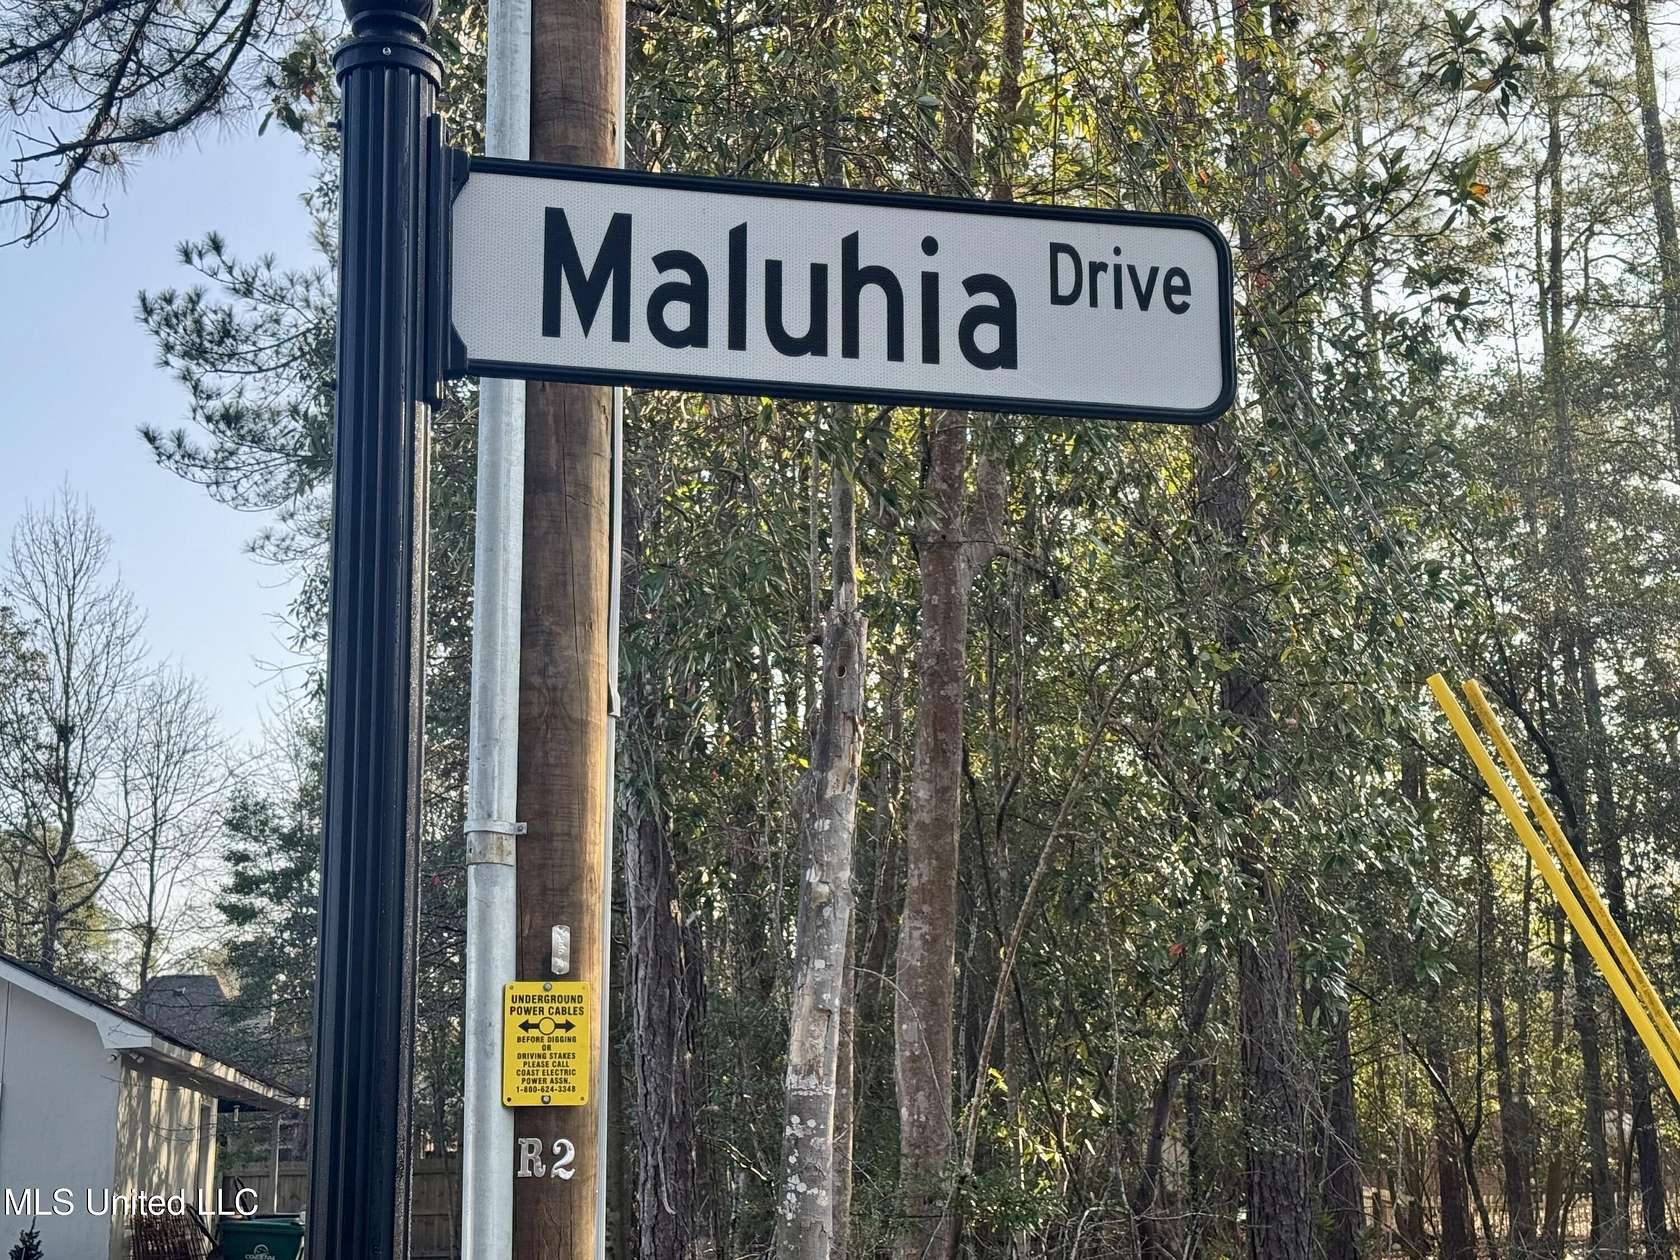 Maluhia Drive
UNDERGROUND
POWER CABLES
BEFORE DIGGING
OR
DRIVING STAKES
PLEASE CALL
COAST ELECTRIC
POWER ASSN.
1-800-624-3348
R2
MLS United LLC